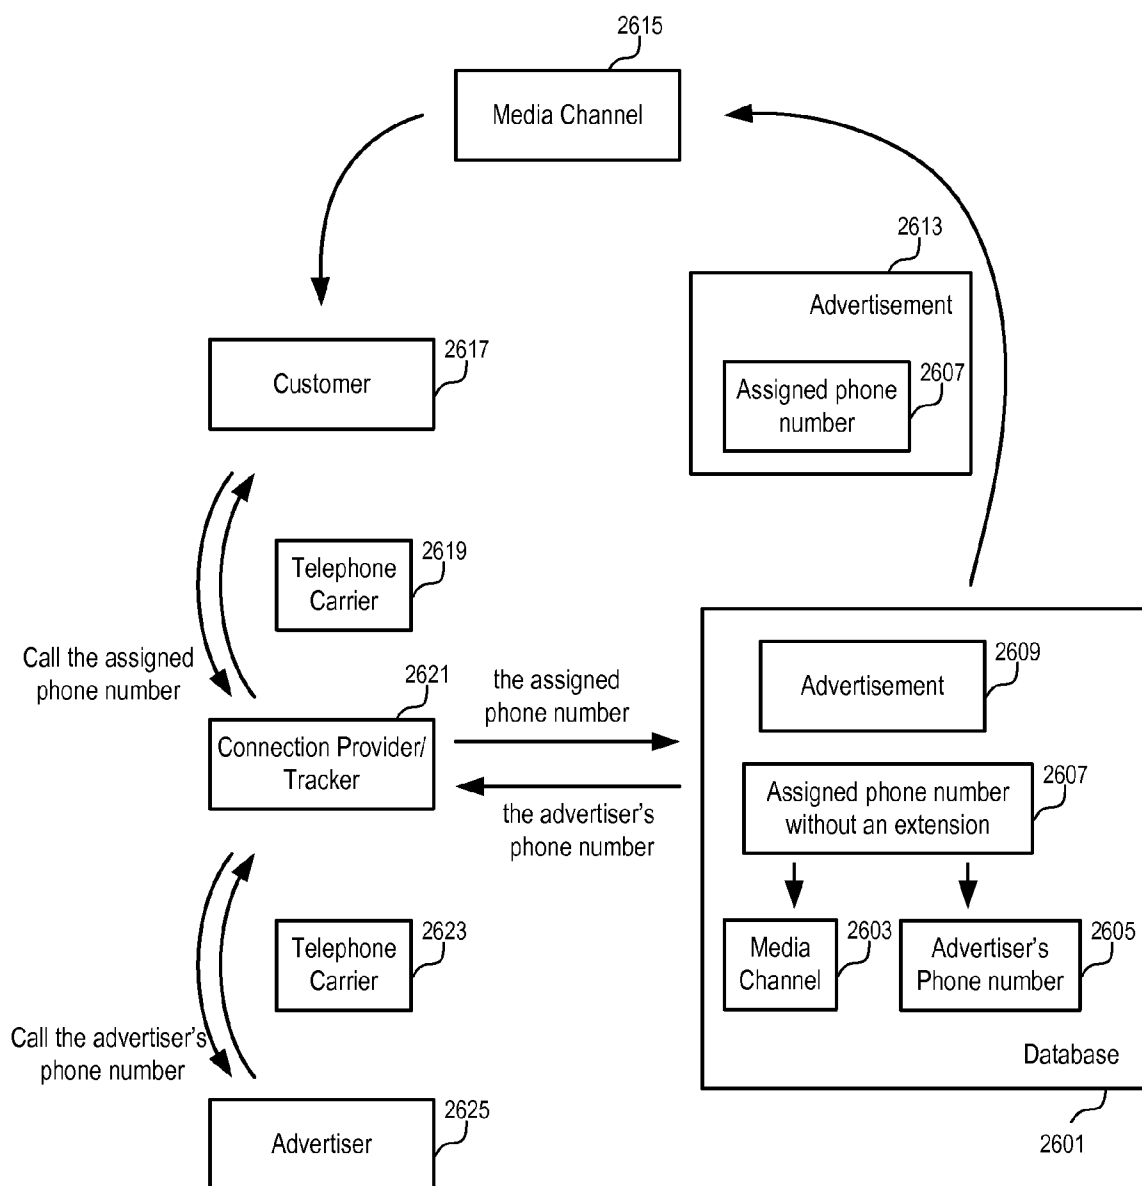 2615
Media Channel
2613
Advertisement
2607
Assigned phone
number
2617
Customer
2619
Telephone
Carrier
Call the assigned
phone number
2621
Connection Provider/
Tracker
the assigned
phone number
the advertiser's
phone number
2609
Advertisement
2607
Assigned phone number
without an extension
2603
Media
Channel
2605
Advertiser's
Phone number
Database
2601
2623
Telephone
Carrier
Call the advertiser's
phone number
2625
Advertiser